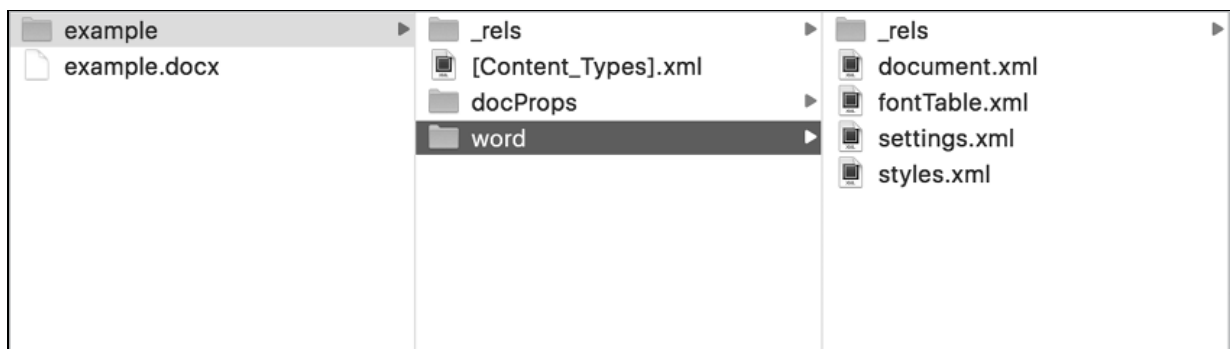 example
example.docx
_rels
[Content_Types].xml
docProps
word
_rels
document.xml
fontTable.xml
settings.xml
styles.xml